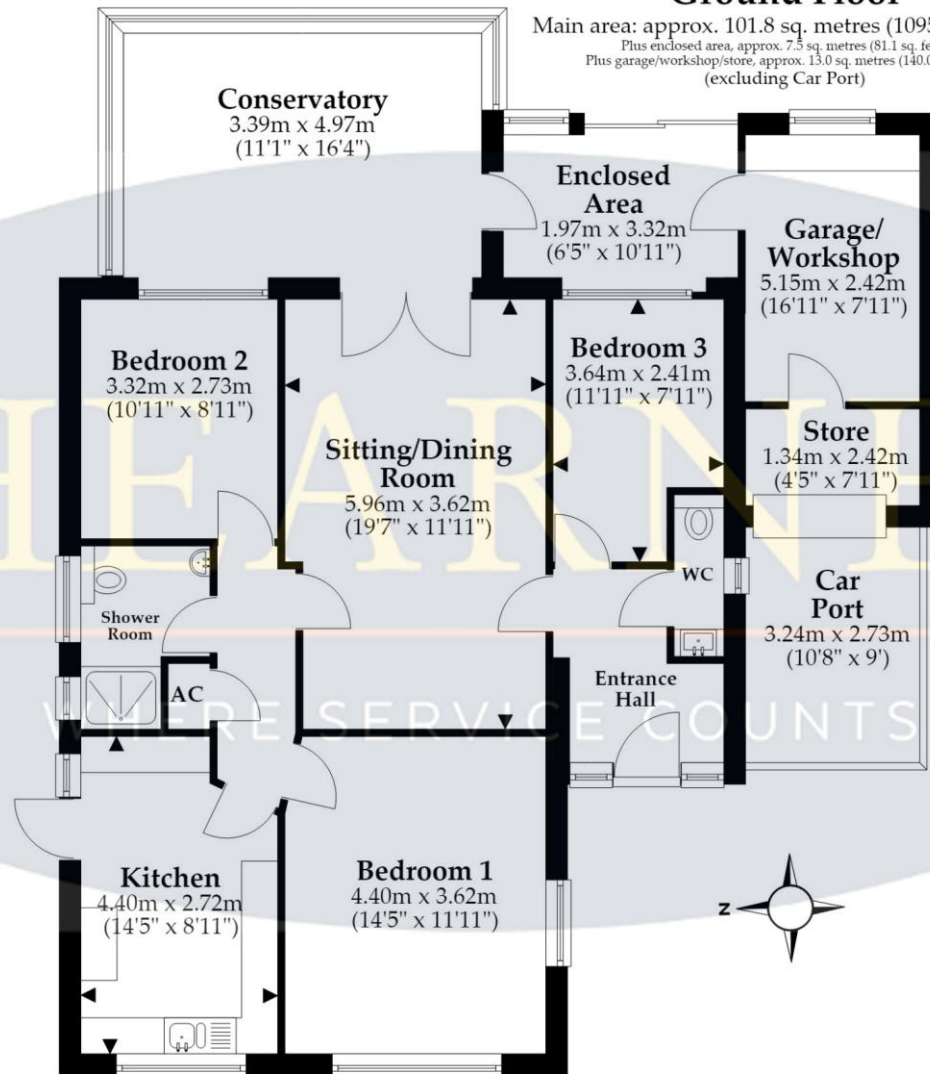 Ground Floor
Main area: approx. 101.8 sq. metres (1095
Plus enclosed area, approx. 7.5 sq. metres (81.1 sq. fe
Plus garage/workshop/store, approx. 13.0 sq. metres (140.0
(excluding Car Port)
Conservatory
3.39m x 4.97m
(11'1" x 16'4")
Enclosed
Area
1.97m x 3.32m
(6'5" x 10'11")
Garage/
Workshop
5.15m x 2.42m
(16'11" x 7'11")
Bedroom 2
3.32m x 2.73m
(10'11" x 8'11")
Sitting/Dining
Room
5.96m x 3.62m
(19'7" x 11'11")
Bedroom 3
3.64m x 2.41m
(11'11" x 7'11")
Store
1.34m x 2.42m
(4'5" x 7'11")
HEARN
WC
Car
Port
3.24m x 2.73m
(10'8" x 9')
Shower
Room
AC
Entrance
Hall
WHERE SERVICE COUNTS
Kitchen
4.40m x 2.72m
(14'5" x 8'11")
Bedroom 1
4.40m x 3.62m
(14'5" x 11'11")
N